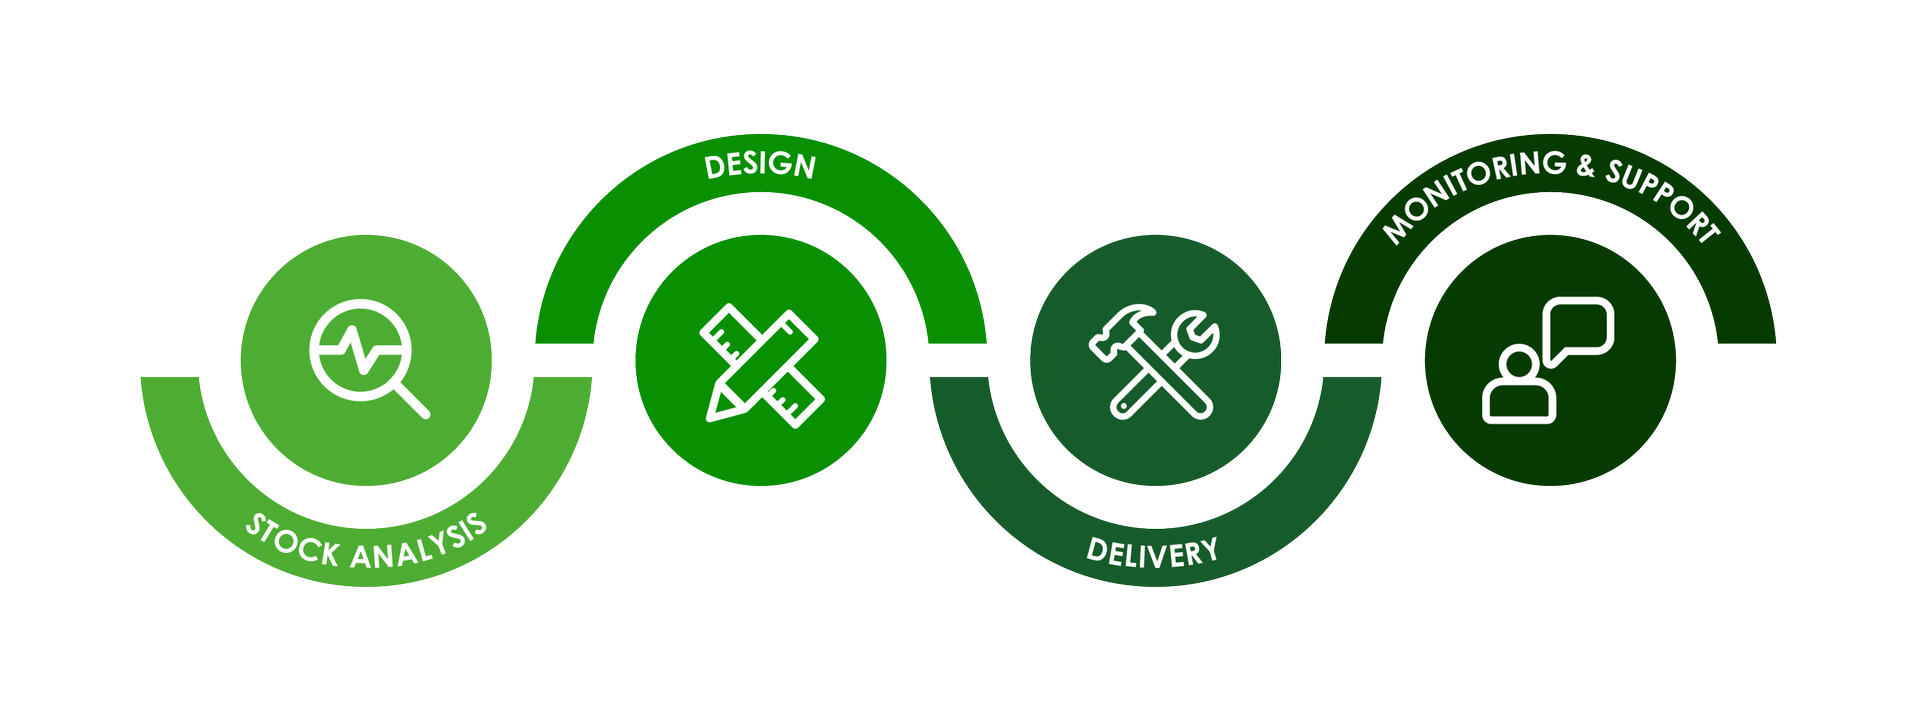 STOCK ANALYSIS
DESIGN
DELIVERY
MONITORING & SUPPORT